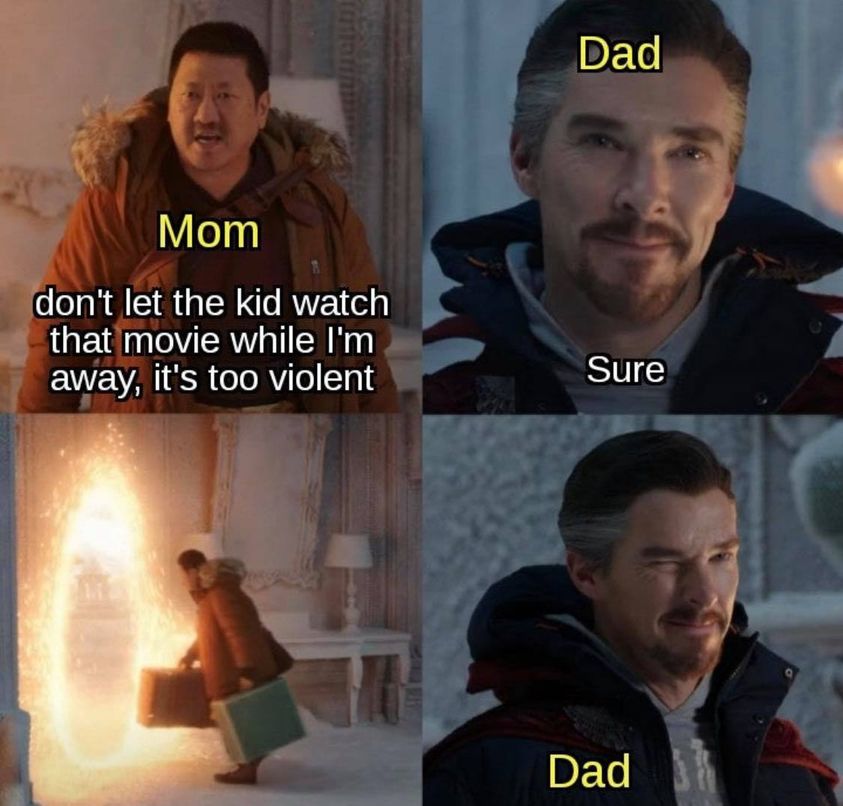 Mom
don't let the kid watch
that movie while I'm
away, it's too violent
Dad
Sure
Dad